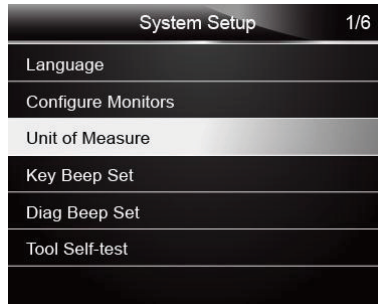 System Setup 1/6
Language
Configure Monitors
Unit of Measure
Key Beep Set
Diag Beep Set
Tool Self-test